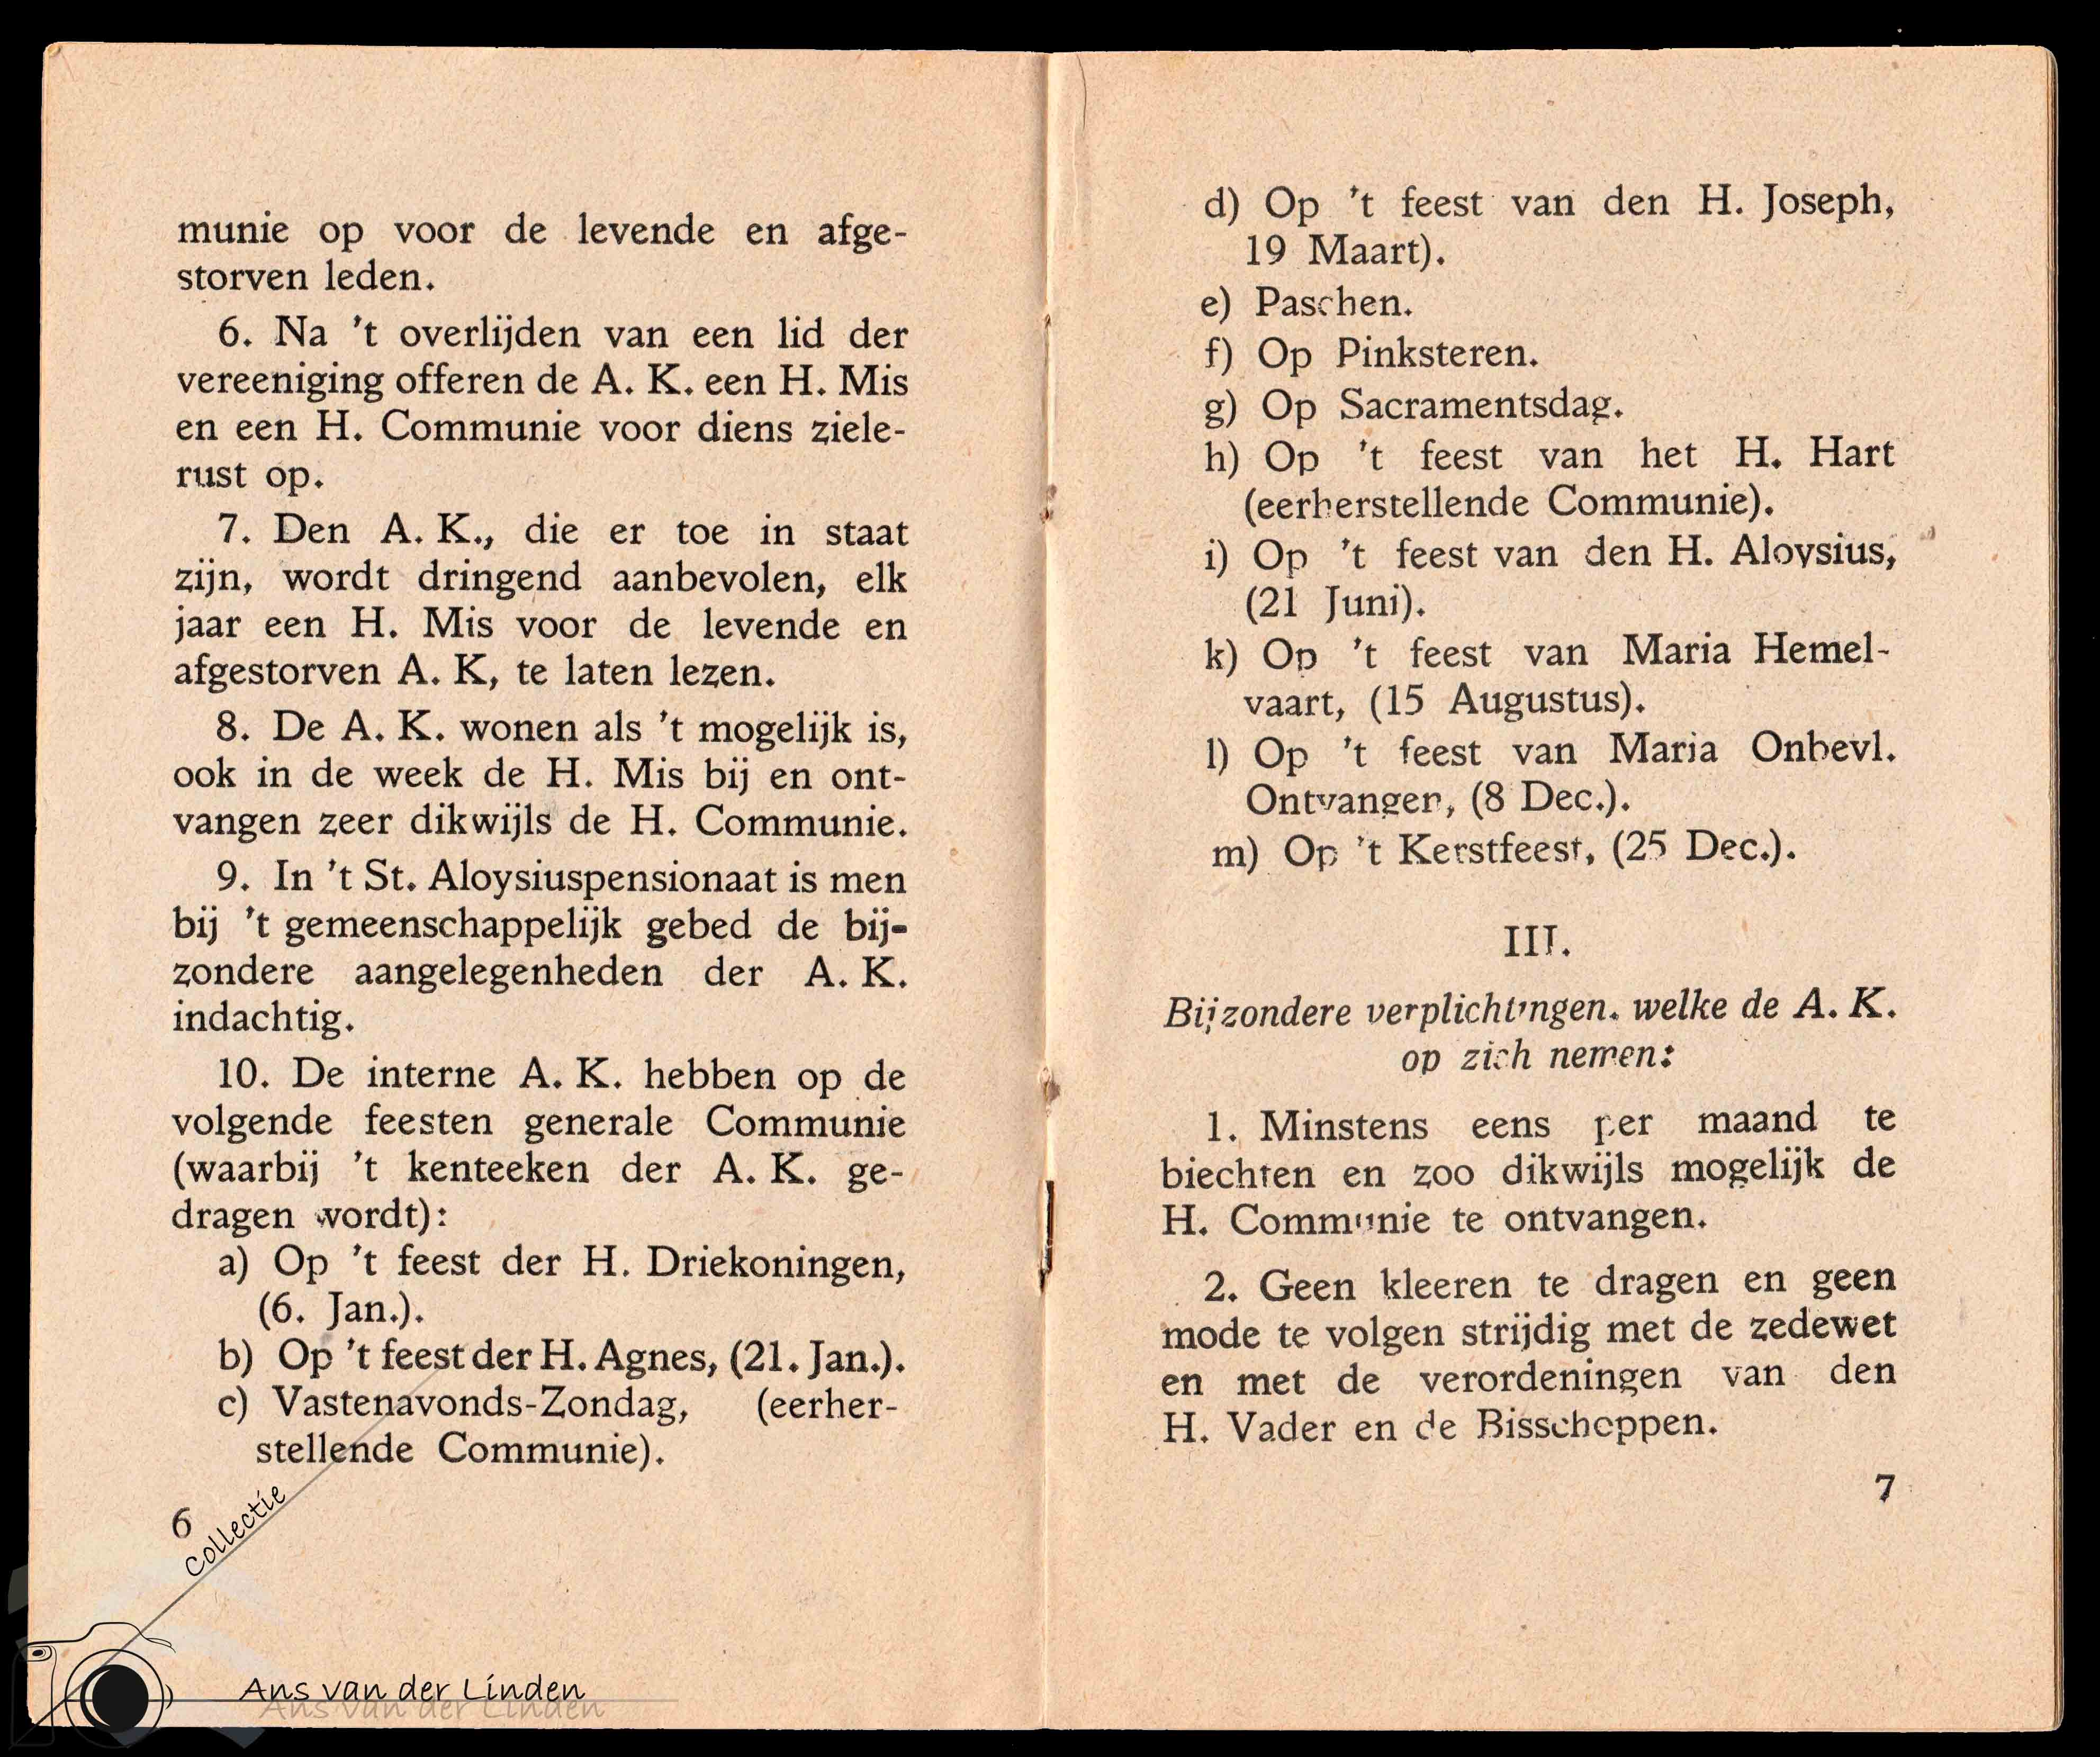 munie op voor de levende en afge-
storven leden.
6. Na 't overlijden van een lid der
vereeniging offeren de A. K. een H. Mis
en een H. Communie voor diens ziele-
rust op.
7. Den A. K., die er toe in staat
zijn, wordt dringend aanbevolen, elk
jaar een H. Mis voor de levende en
afgestorven A. K, te laten lezen.
8. De A. K. wonen als 't mogelijk is,
ook in de week de H. Mis bij en ont-
vangen zeer dikwijls de H. Communie.
9. In 't St. Aloysiuspensionaat is men
bij 't gemeenschappelijk gebed de bij-
zondere aangelegenheden der A. K.
indachtig.
10. De interne A. K. hebben op de
volgende feesten generale Communie
(waarbij 't kenteeken der A. K. ge-
dragen wordt):
a) Op 't feest der H. Driekoningen,
(6. Jan.).
b) Op 't feest der H. Agnes, (21. Jan.).
c) Vastenavonds-Zondag, (eerher-
stellende Communie).
6
Collectie
Ans van der Linden
d) Op 't feest van den H. Joseph,
19 Maart).
e) Paschen.
f) Op Pinksteren.
g) Op Sacramentsdag.
h) Op 't feest van het H. Hart
(eerherstellende Communie).
i) Op 't feest van den H. Aloysius,
(21 Juni).
k) Op 't feest van Maria Hemel-
vaart, (15 Augustus).
l) Op 't feest van Maria Onbevl.
Ontvangen, (8 Dec.).
m) Op 't Kerstfeest, (25 Dec.).
III.
Bijzondere verplichtingen. welke de A. K.
op zich nemen:
1. Minstens eens per maand te
biechten en zoo dikwijls mogelijk de
H. Communie te ontvangen.
2. Geen kleeren te dragen en geen
mode te volgen strijdig met de zedewet
en met de verordeningen van den
H. Vader en de Bisschoppen.
7